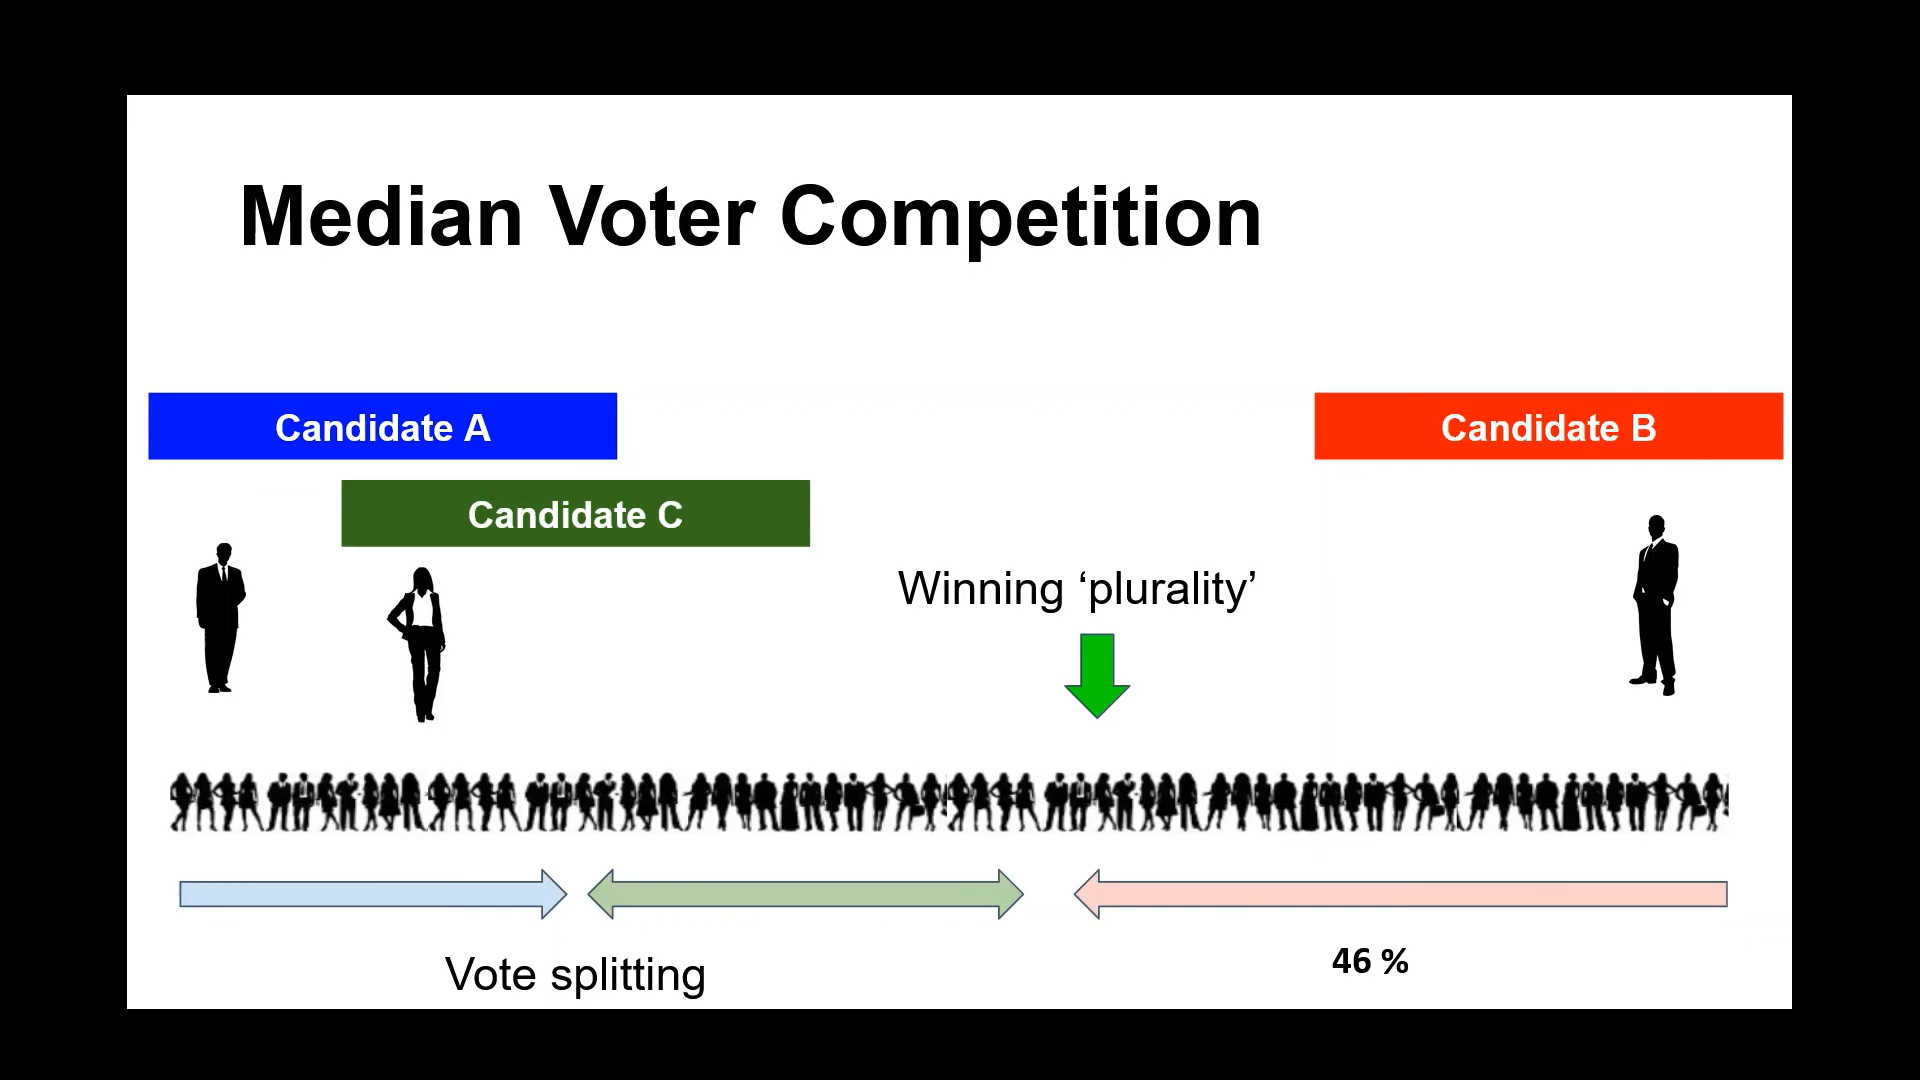 Median Voter Competition
Candidate A
Candidate B
Candidate C
Winning ‘plurality’
Vote splitting
46 %